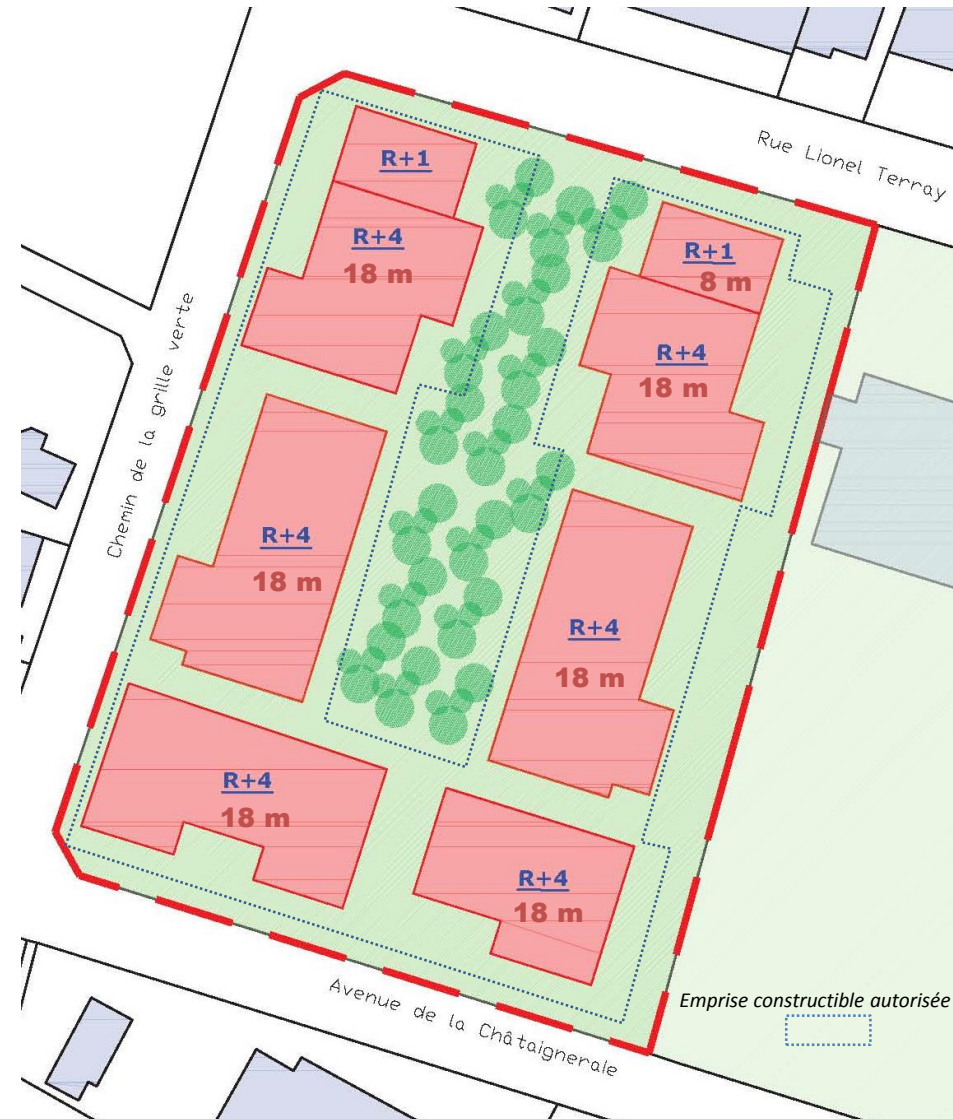 Rue Lionel Terray
R+1
R+4
18 m
R+1
8 m
R+4
18 m
Chemin de la grille verte
R+4
18 m
R+4
18 m
R+4
18 m
R+4
18 m
Avenue de la Châtaignerale
Emprise constructible autorisée